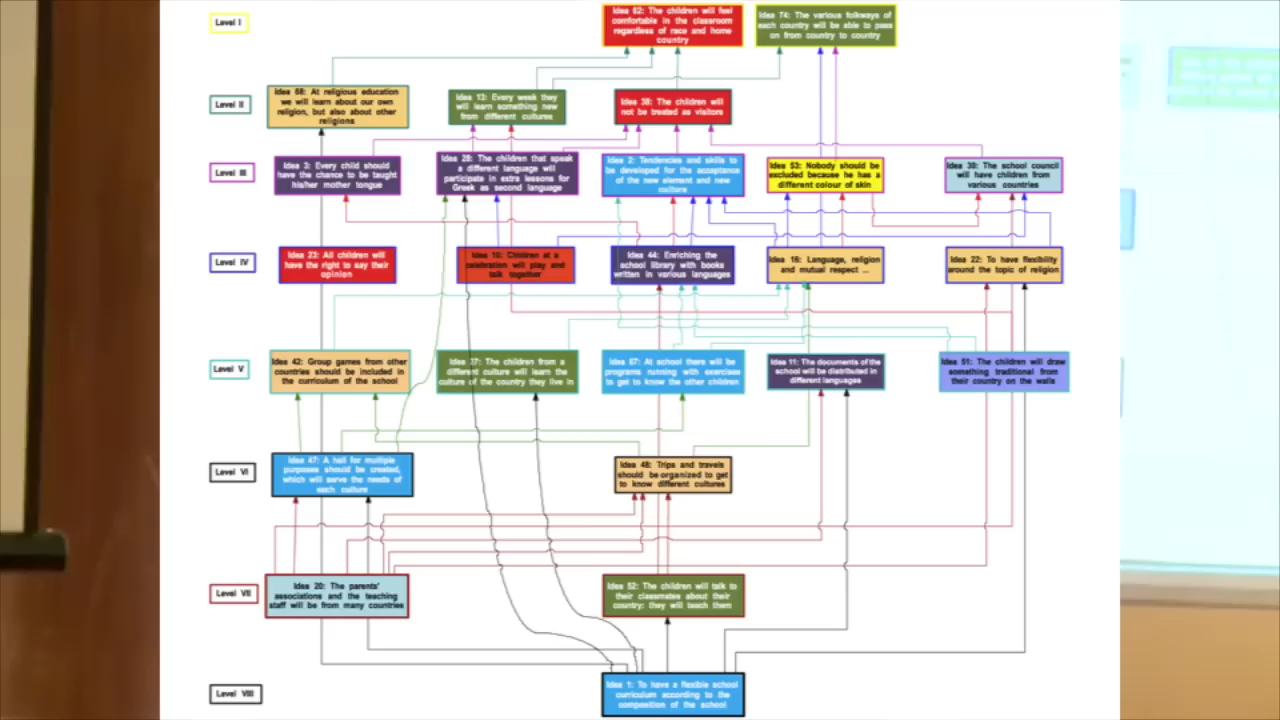 Level I
Idea 82: The children will feel
comfortable in the classroom
regardless of race and home
country
Idea 74: The various folkways of
each country will be able to pass
on from country to country
Level II
Idea 68: At religious education
we will learn about our own
religion, but also about other
religions
Idea 13: Every week they
will learn something new
from different cultures
Idea 38: The children will
not be treated as visitors
Level III
Idea 3: Every child should
have the chance to be taught
his/her mother tongue
Idea 28: The children that speak
a different language will
participate in extra lessons for
Greek as second language
Idea 2: Tendencies and skills to
be developed for the acceptance
of the new element and new
culture
Idea 53: Nobody should be
excluded because he has a
different colour of skin
Idea 30: The school council
will have children from
various countries
Level IV
Idea 23: All children will
have the right to say their
opinion
Idea 10: Children at a
celebration will play and
talk together
Idea 44: Enriching the
school library with books
written in various languages
Idea 16: Language, religion
and mutual respect ...
Idea 22: To have flexibility
around the topic of religion
Level V
Idea 42: Group games from other
countries should be included in
the curriculum of the school
Idea 27: The children from a
different culture will learn the
culture of the country they live in
Idea 67: At school there will be
programs running with exercises
to get to know the other children
Idea 11: The documents of the
school will be distributed in
different languages
Idea 51: The children will draw
something traditional from
their country on the walls
Level VI
Idea 47: A hall for multiple
purposes should be created,
which will serve the needs of
each culture
Idea 48: Trips and travels
should be organized to get
to know different cultures
Level VII
Idea 20: The parents'
associations and the teaching
staff will be from many countries
Idea 52: The children will talk to
their classmates about their
country; they will teach them
Level VIII
Idea 1: To have a flexible school
curriculum according to the
composition of the school